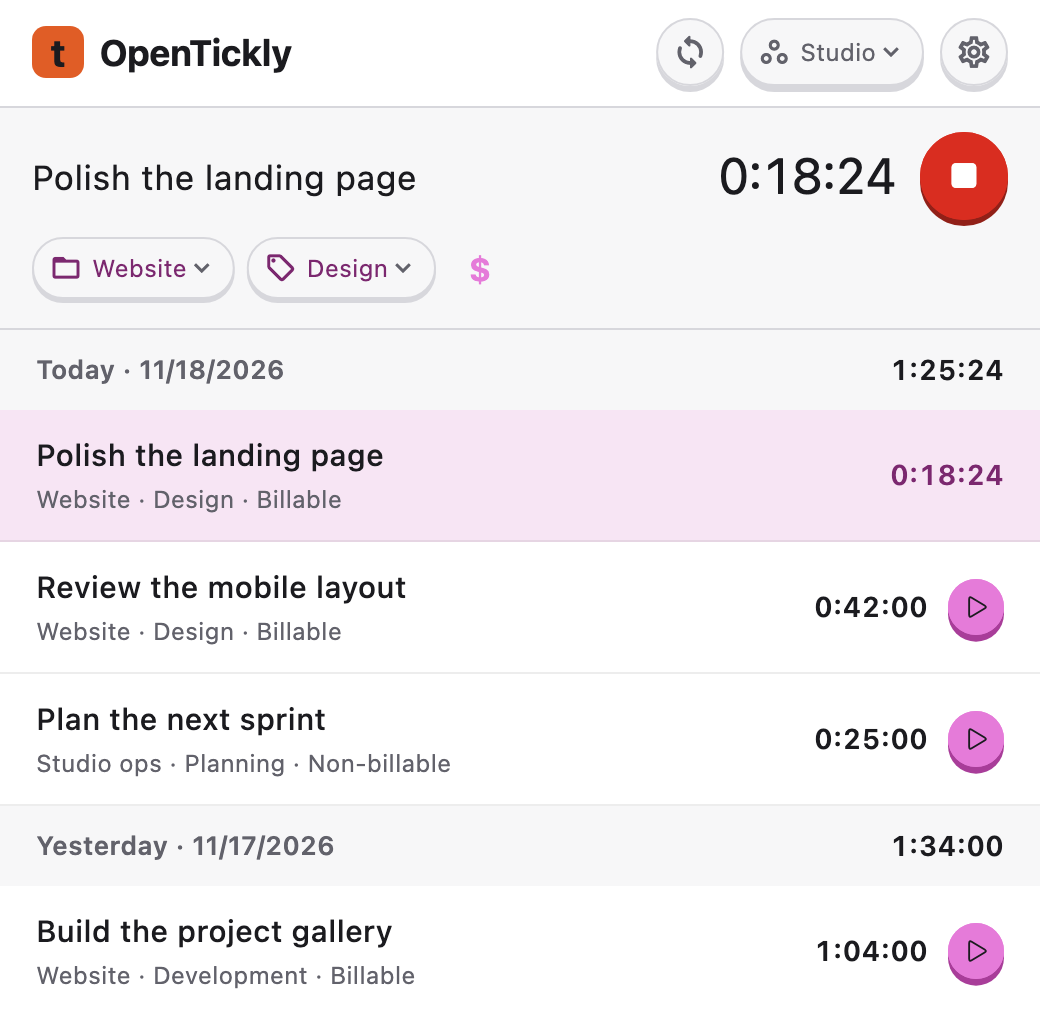 t OpenTickly
Studio
Polish the landing page
0:18:24
Website
Design
$
Today · 11/18/2026
1:25:24
Polish the landing page
Website · Design · Billable
0:18:24
Review the mobile layout
Website · Design · Billable
0:42:00
Plan the next sprint
Studio ops · Planning · Non-billable
0:25:00
Yesterday · 11/17/2026
1:34:00
Build the project gallery
Website · Development · Billable
1:04:00